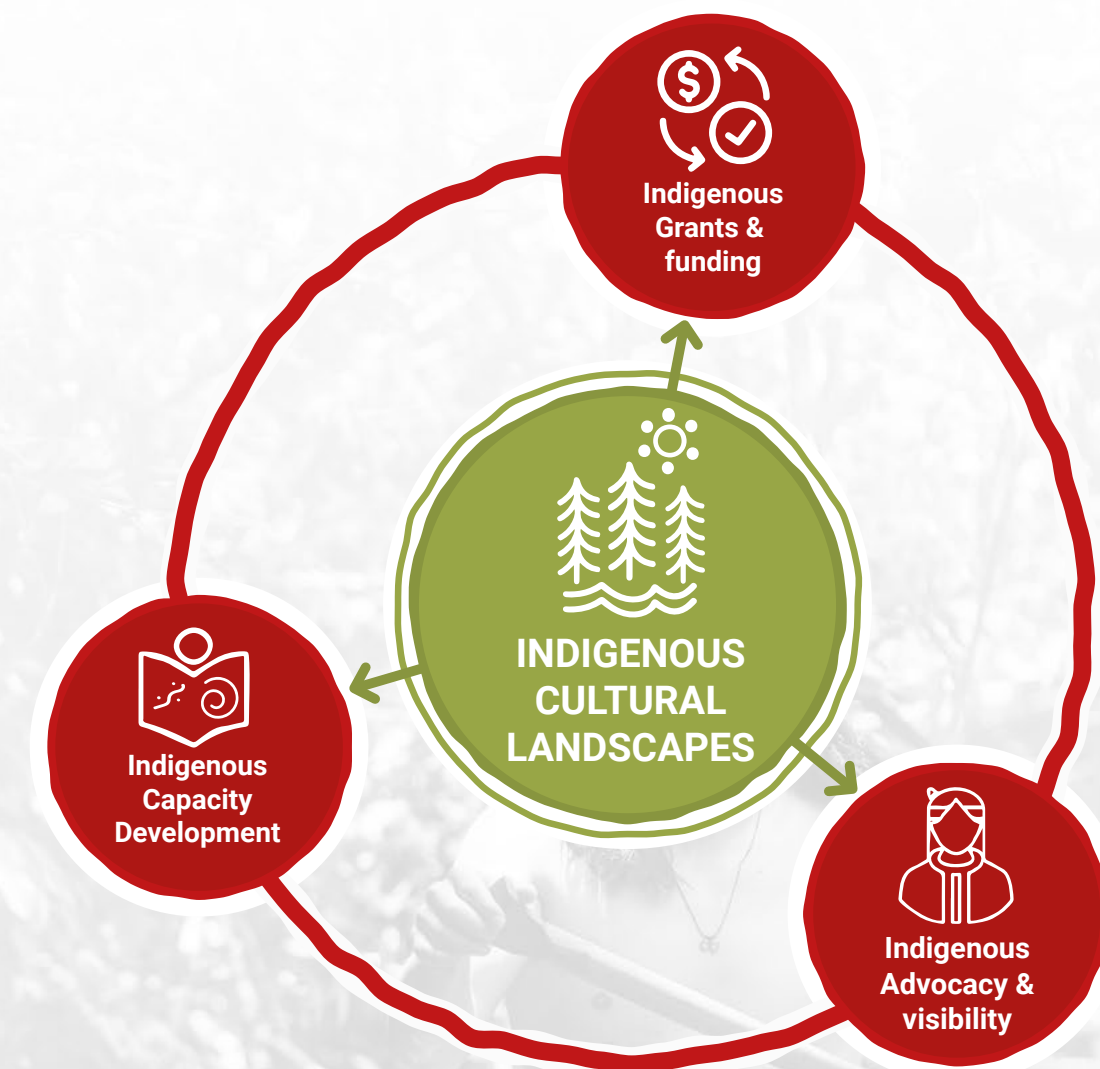 Indigenous
Grants &
funding
INDIGENOUS
CULTURAL
LANDSCAPES
Indigenous
Capacity
Development
Indigenous
Advocacy &
visibility